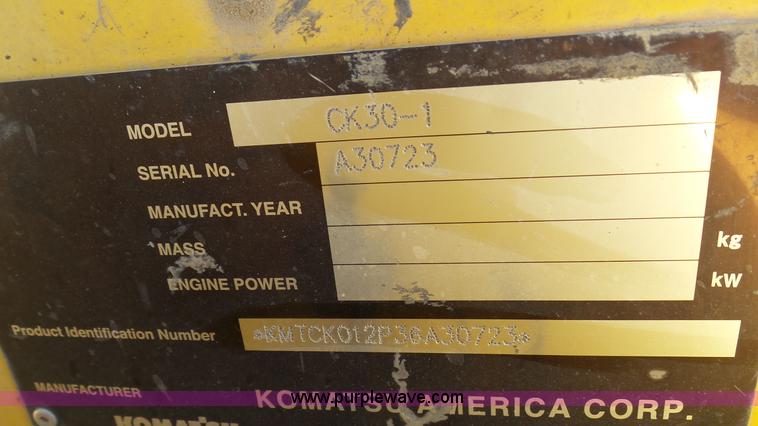 MODEL CK30-1
SERIAL No. A30723
MANUFACT. YEAR
MASS kg
ENGINE POWER kW
Product Identification Number *KMTCK012P36A30723*
MANUFACTURER KOMATSU AMERICA CORP.
www.purplewave.com
KOMATSU